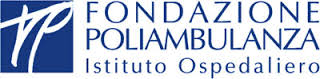 FONDAZIONE
POLIAMBULANZA
Istituto Ospedaliero